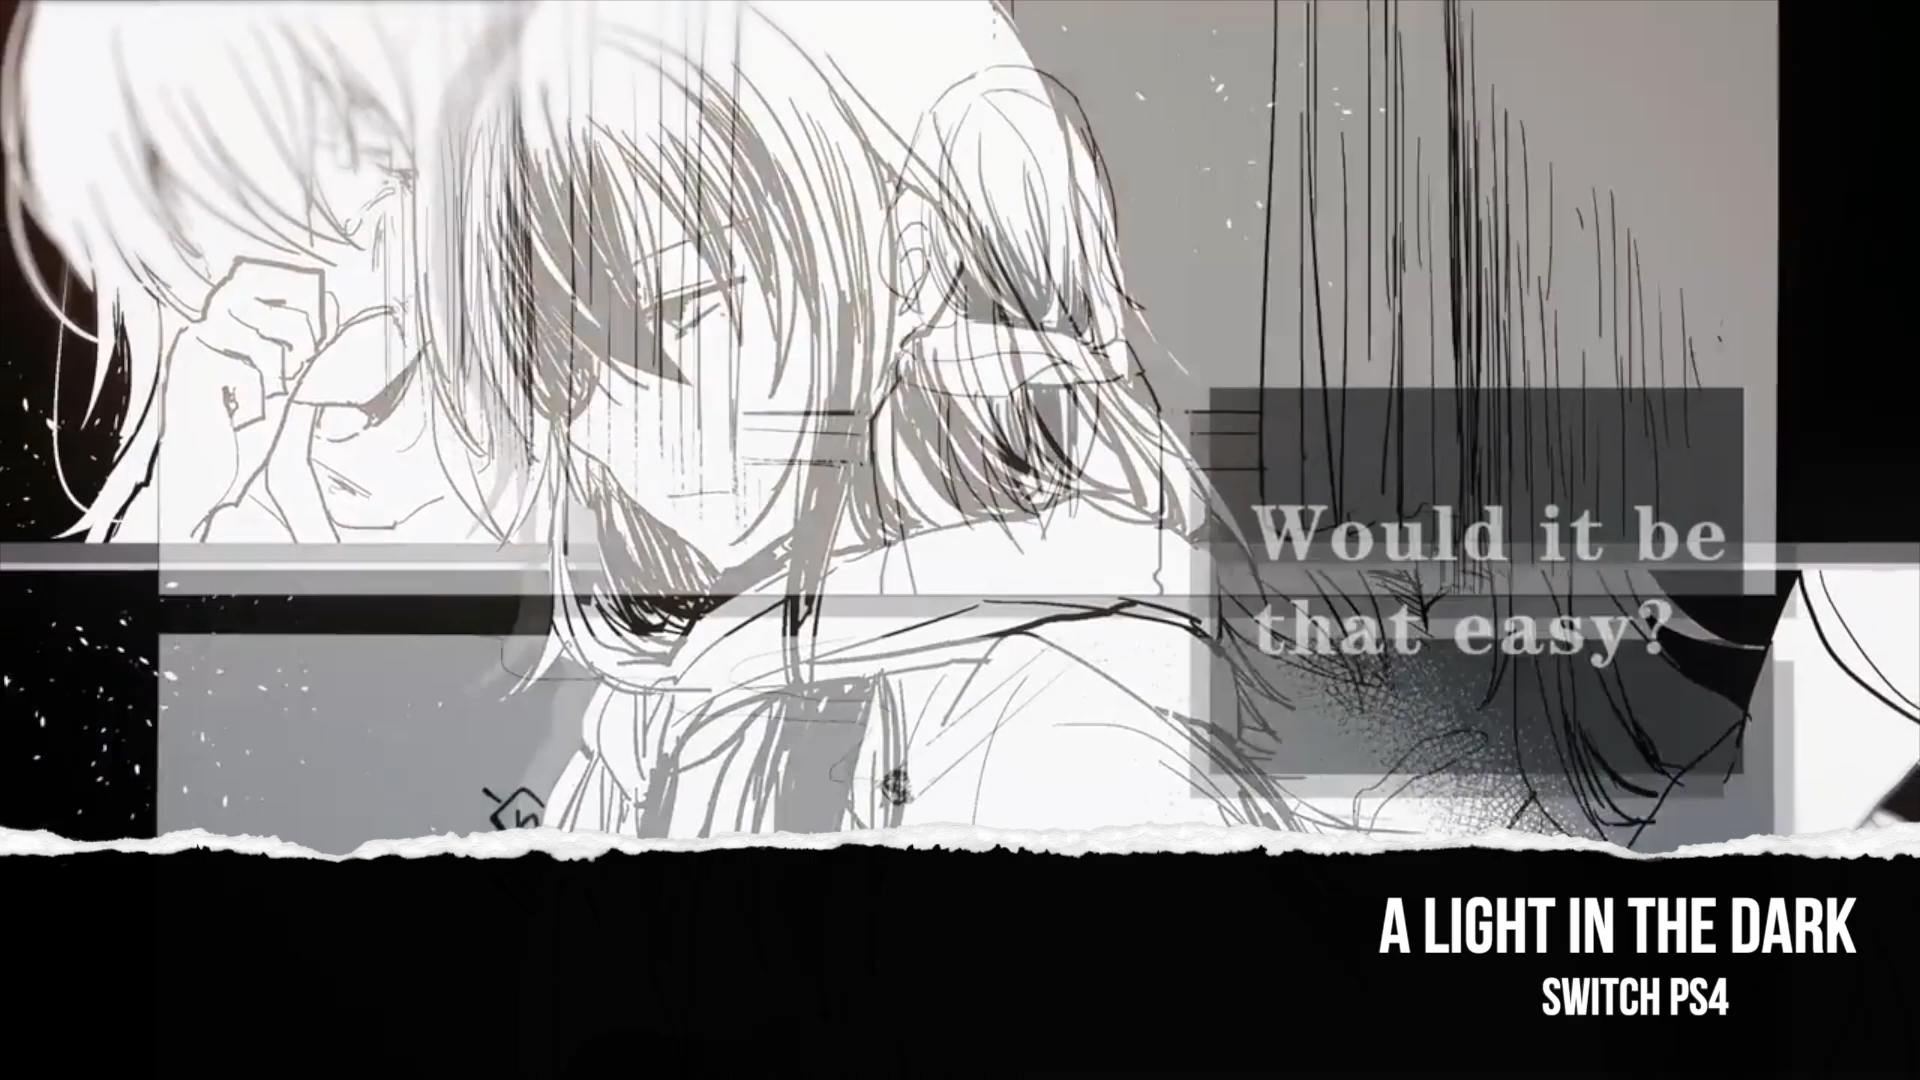 Would it be
that easy?
A LIGHT IN THE DARK
SWITCH PS4